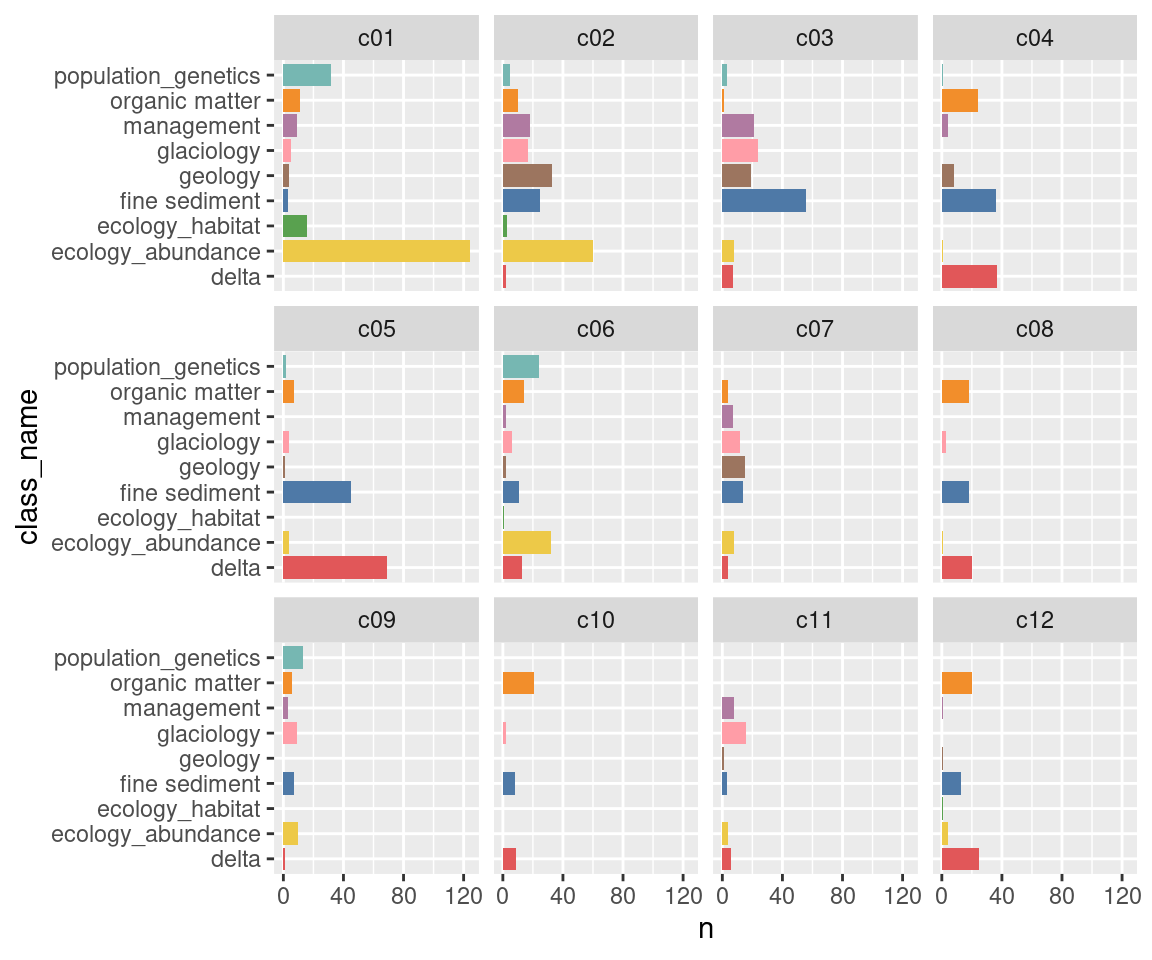 c01 c02 c03 c04
population_genetics
organic matter
management
glaciology
geology
fine sediment
ecology_habitat
ecology_abundance
delta
c05 c06 c07 c08
population_genetics
organic matter
management
glaciology
geology
fine sediment
ecology_habitat
ecology_abundance
delta
c09 c10 c11 c12
population_genetics
organic matter
management
glaciology
geology
fine sediment
ecology_habitat
ecology_abundance
delta
0 40 80 120 0 40 80 120 0 40 80 120 0 40 80 120
n
class_name